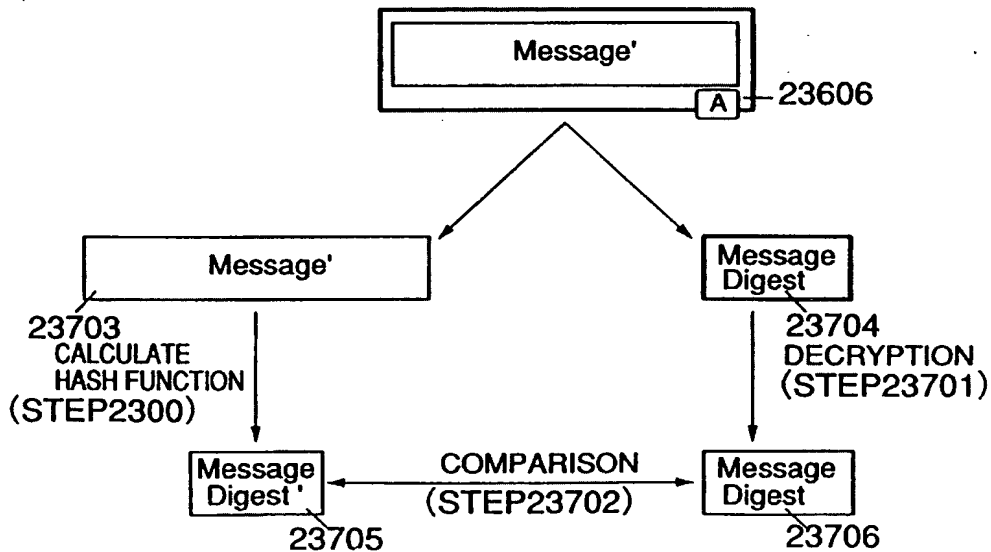 Message'
A
23606
Message'
Message
Digest
23703
23704
CALCULATE
HASH FUNCTION
(STEP2300)
DECRYPTION
(STEP23701)
Message
Digest'
COMPARISON
(STEP23702)
Message
Digest
23705
23706